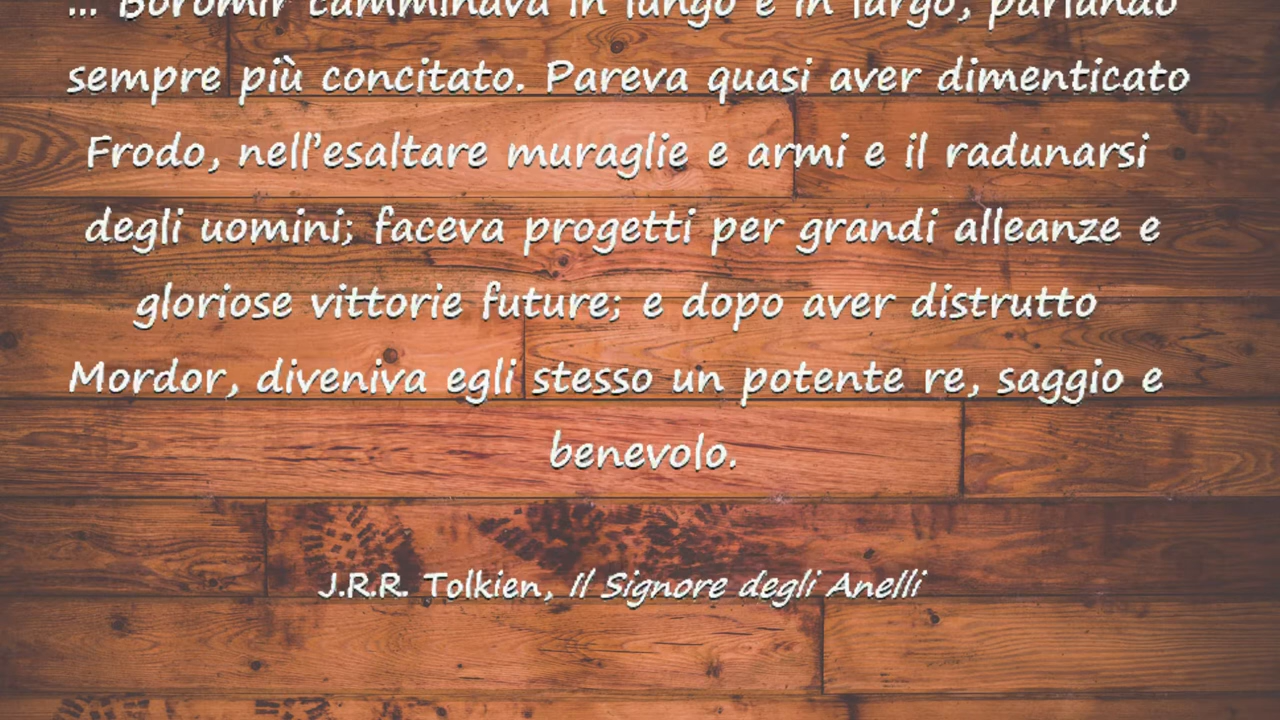 ... Boromir camminava in lungo e in largo, parlando
sempre più concitato. Pareva quasi aver dimenticato
Frodo, nell’esaltare muraglie e armi e il radunarsi
degli uomini; faceva progetti per grandi alleanze e
gloriose vittorie future; e dopo aver distrutto
Mordor, diveniva egli stesso un potente re, saggio e
benevolo.
J.R.R. Tolkien, Il Signore degli Anelli